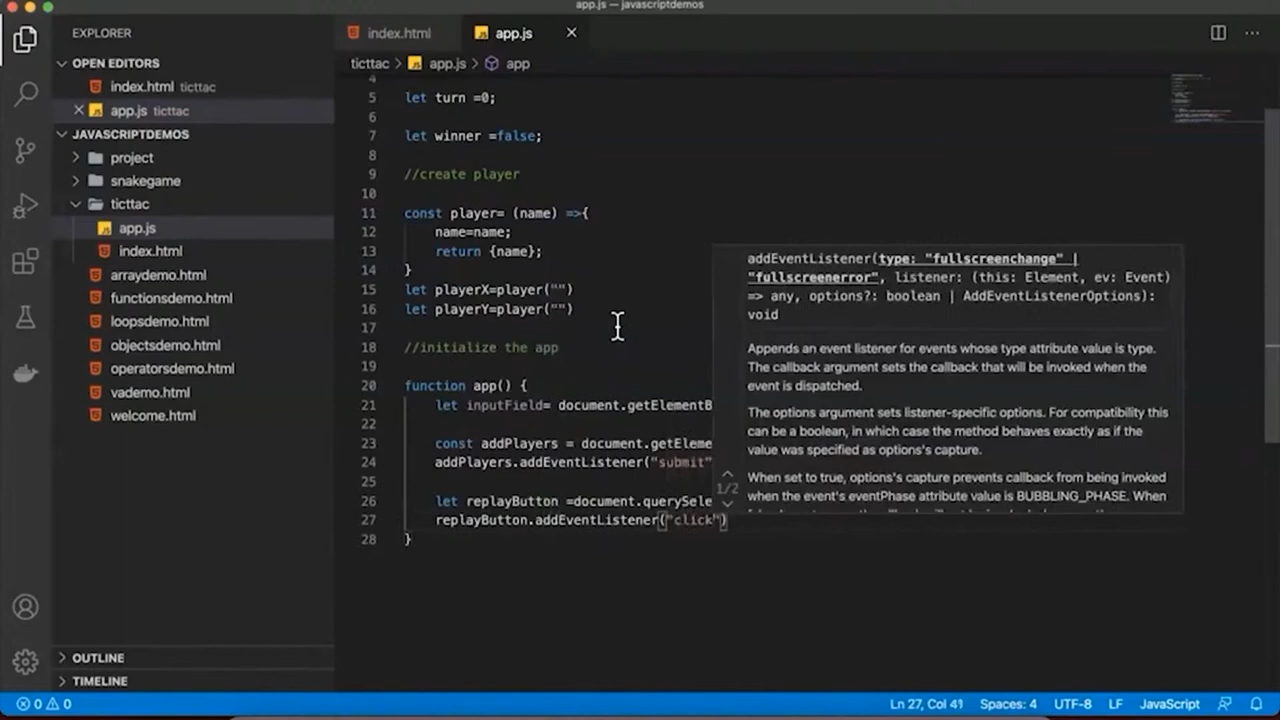 app.js — javascriptdemos
EXPLORER
OPEN EDITORS
index.html ticttac
app.js ticttac
JAVASCRIPTDEMOS
project
snakegame
ticttac
app.js
index.html
arraydemo.html
functionsdemo.html
loopsdemo.html
objectsdemo.html
operatorsdemo.html
vademo.html
welcome.html
OUTLINE
TIMELINE
index.html
app.js
ticttac > app.js > app
4
5 let turn =0;
6
7 let winner =false;
8
9 //create player
10
11 const player= (name) =>{
12 name=name;
13 return {name};
14 }
15 let playerX=player("")
16 let playerY=player("")
17
18 //initialize the app
19
20 function app() {
21 let inputField= document.getElementB
22
23 const addPlayers = document.getEleme
24 addPlayers.addEventListener("submit"
25
26 let replayButton =document.querySele
27 replayButton.addEventListener("click")
28 }
addEventListener(type: "fullscreenchange" |
"fullscreenerror", listener: (this: Element, ev: Event)
=> any, options?: boolean | AddEventListenerOptions):
void
Appends an event listener for events whose type attribute value is type.
The callback argument sets the callback that will be invoked when the
event is dispatched.
The options argument sets listener-specific options. For compatibility this
can be a boolean, in which case the method behaves exactly as if the
value was specified as options's capture.
1/2
When set to true, options's capture prevents callback from being invoked
when the event's eventPhase attribute value is BUBBLING_PHASE. When
0 0
Ln 27, Col 41
Spaces: 4
UTF-8
LF
JavaScript